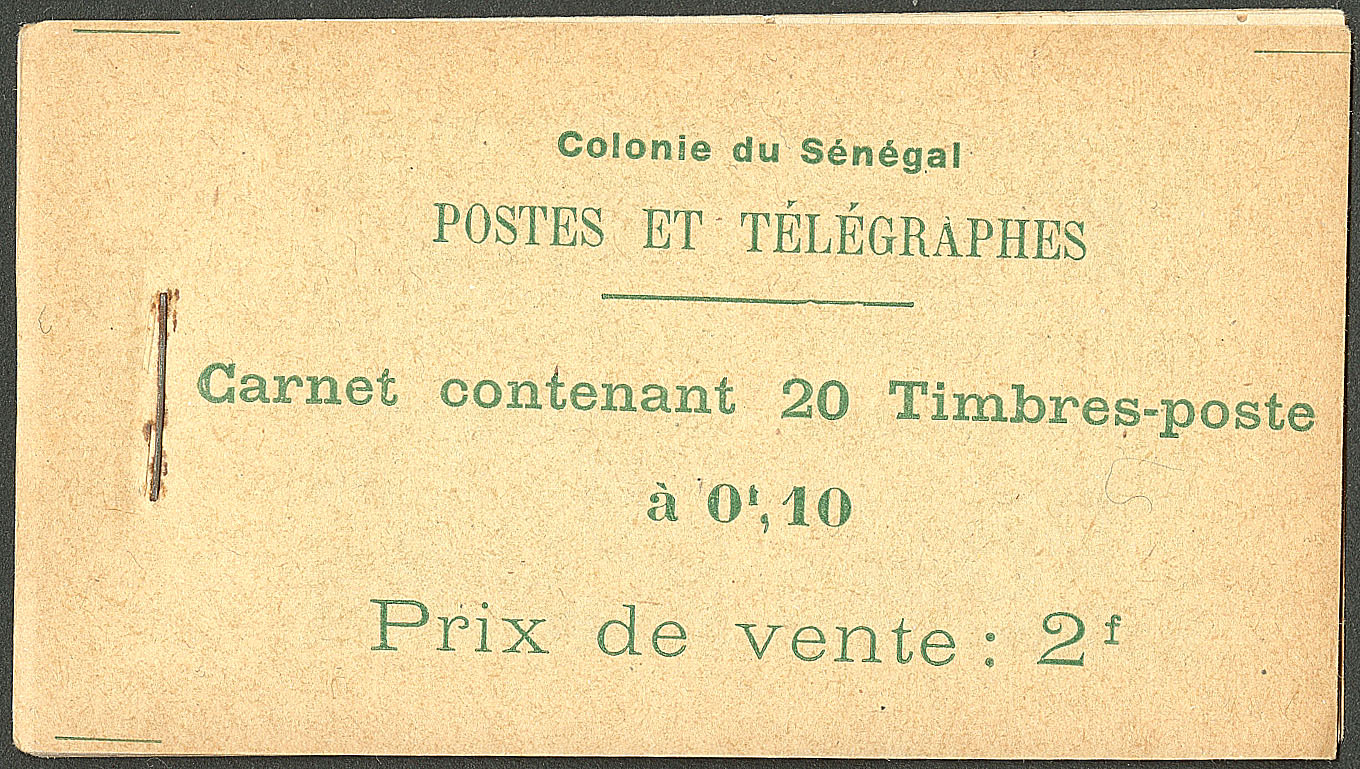 Colonie du Sénégal
POSTES ET TÉLÉGRAPHES
Carnet contenant 20 Timbres-poste
à 0ᶠ,10
Prix de vente : 2ᶠ